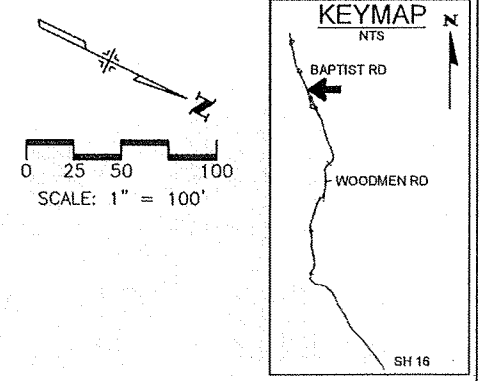 KEYMAP
NTS
N
BAPTIST RD
WOODMEN RD
SH 16
N
0 25 50 100
SCALE: 1" = 100'